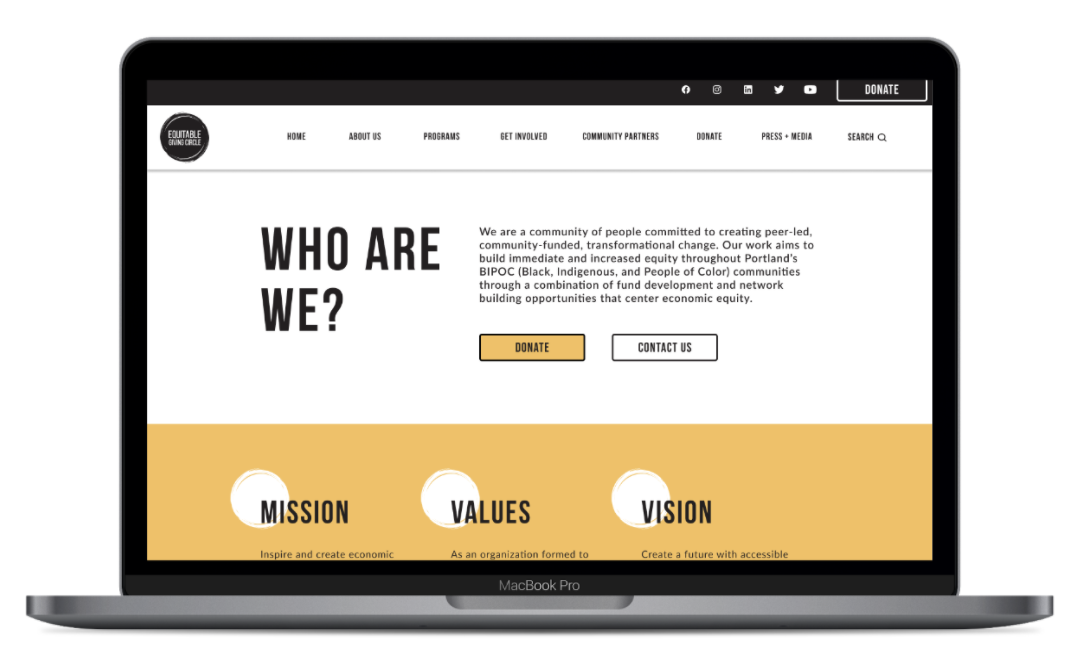 DONATE
EQUITABLE
GIVING CIRCLE
HOME ABOUT US PROGRAMS GET INVOLVED COMMUNITY PARTNERS DONATE PRESS + MEDIA SEARCH
WHO ARE
WE?
We are a community of people committed to creating peer-led,
community-funded, transformational change. Our work aims to
build immediate and increased equity throughout Portland's
BIPOC (Black, Indigenous, and People of Color) communities
through a combination of fund development and network
building opportunities that center economic equity.
DONATE CONTACT US
MISSION VALUES VISION
Inspire and create economic As an organization formed to Create a future with accessible
MacBook Pro